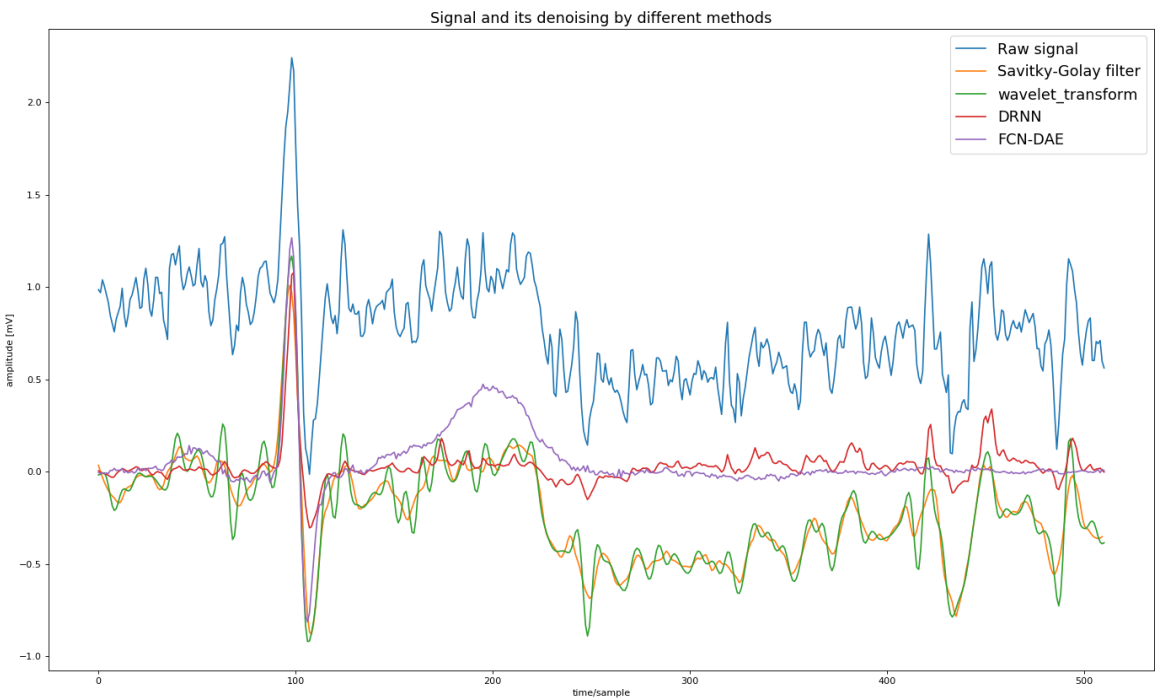 Signal and its denoising by different methods
Raw signal
Savitky-Golay filter
wavelet_transform
DRNN
FCN-DAE
amplitude [mV]
2.0
1.5
1.0
0.5
0.0
−0.5
−1.0
0 100 200 300 400 500
time/sample